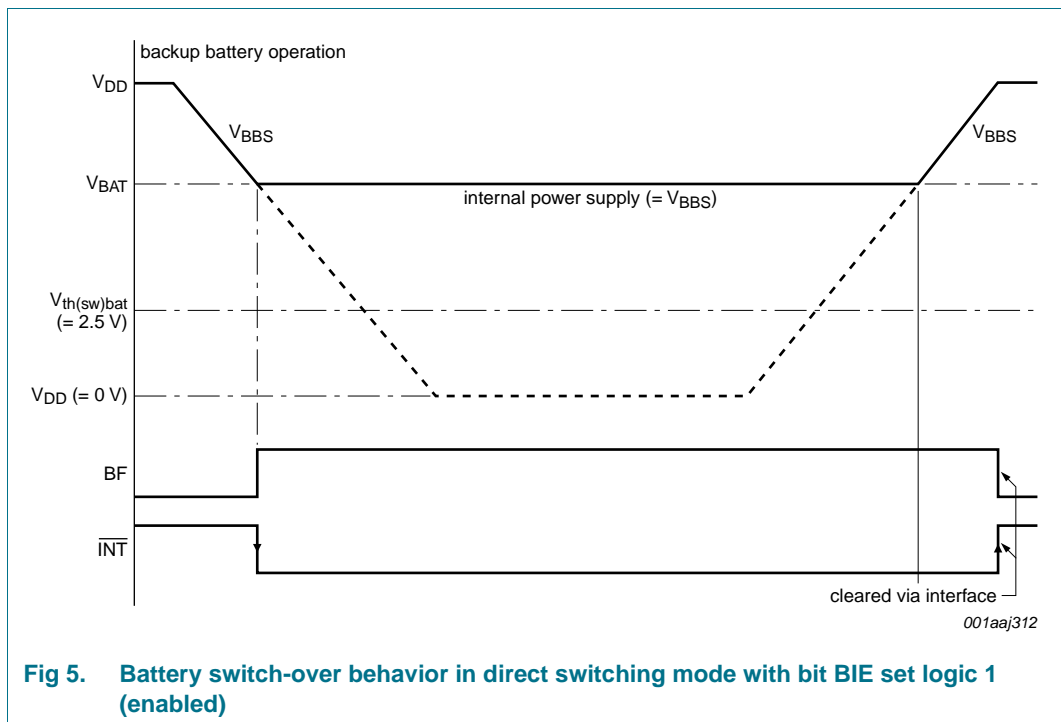 backup battery operation
VDD
VBBS
VBBS
VBAT
internal power supply (= VBBS)
Vth(sw)bat
(= 2.5 V)
VDD (= 0 V)
BF
INT
cleared via interface
001aaj312
Fig 5. Battery switch-over behavior in direct switching mode with bit BIE set logic 1
(enabled)